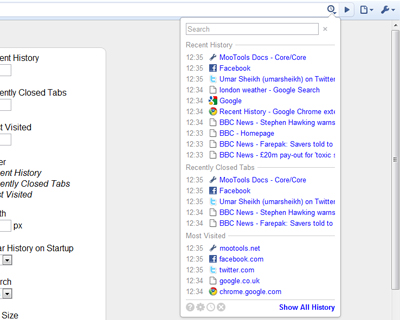 Search
ent History
Recent History
12:35 MooTools Docs - Core/Core
12:35 Facebook
12:35 Umar Sheikh (umarsheikh) on Twitter
12:34 london weather - Google Search
12:34 Google
12:34 Recent History - Google Chrome exte
12:34 BBC News - Stephen Hawking warns
12:34 BBC - Homepage
12:33 BBC News - Farepak: Savers told to
12:33 BBC News - £20m pay-out for 'toxic s
Recently Closed Tabs
12:35 MooTools Docs - Core/Core
12:35 Facebook
12:35 Umar Sheikh (umarsheikh) on Twitter
12:34 BBC News - Stephen Hawking warns
12:34 BBC News - Farepak: Savers told to
Most Visited
12:35 mootools.net
12:35 facebook.com
12:35 twitter.com
12:34 google.co.uk
12:34 chrome.google.com
Show All History
ently Closed Tabs
st Visited
er
ent History
ently Closed Tabs
st Visited
th
px
ar History on Startup
rch
Size